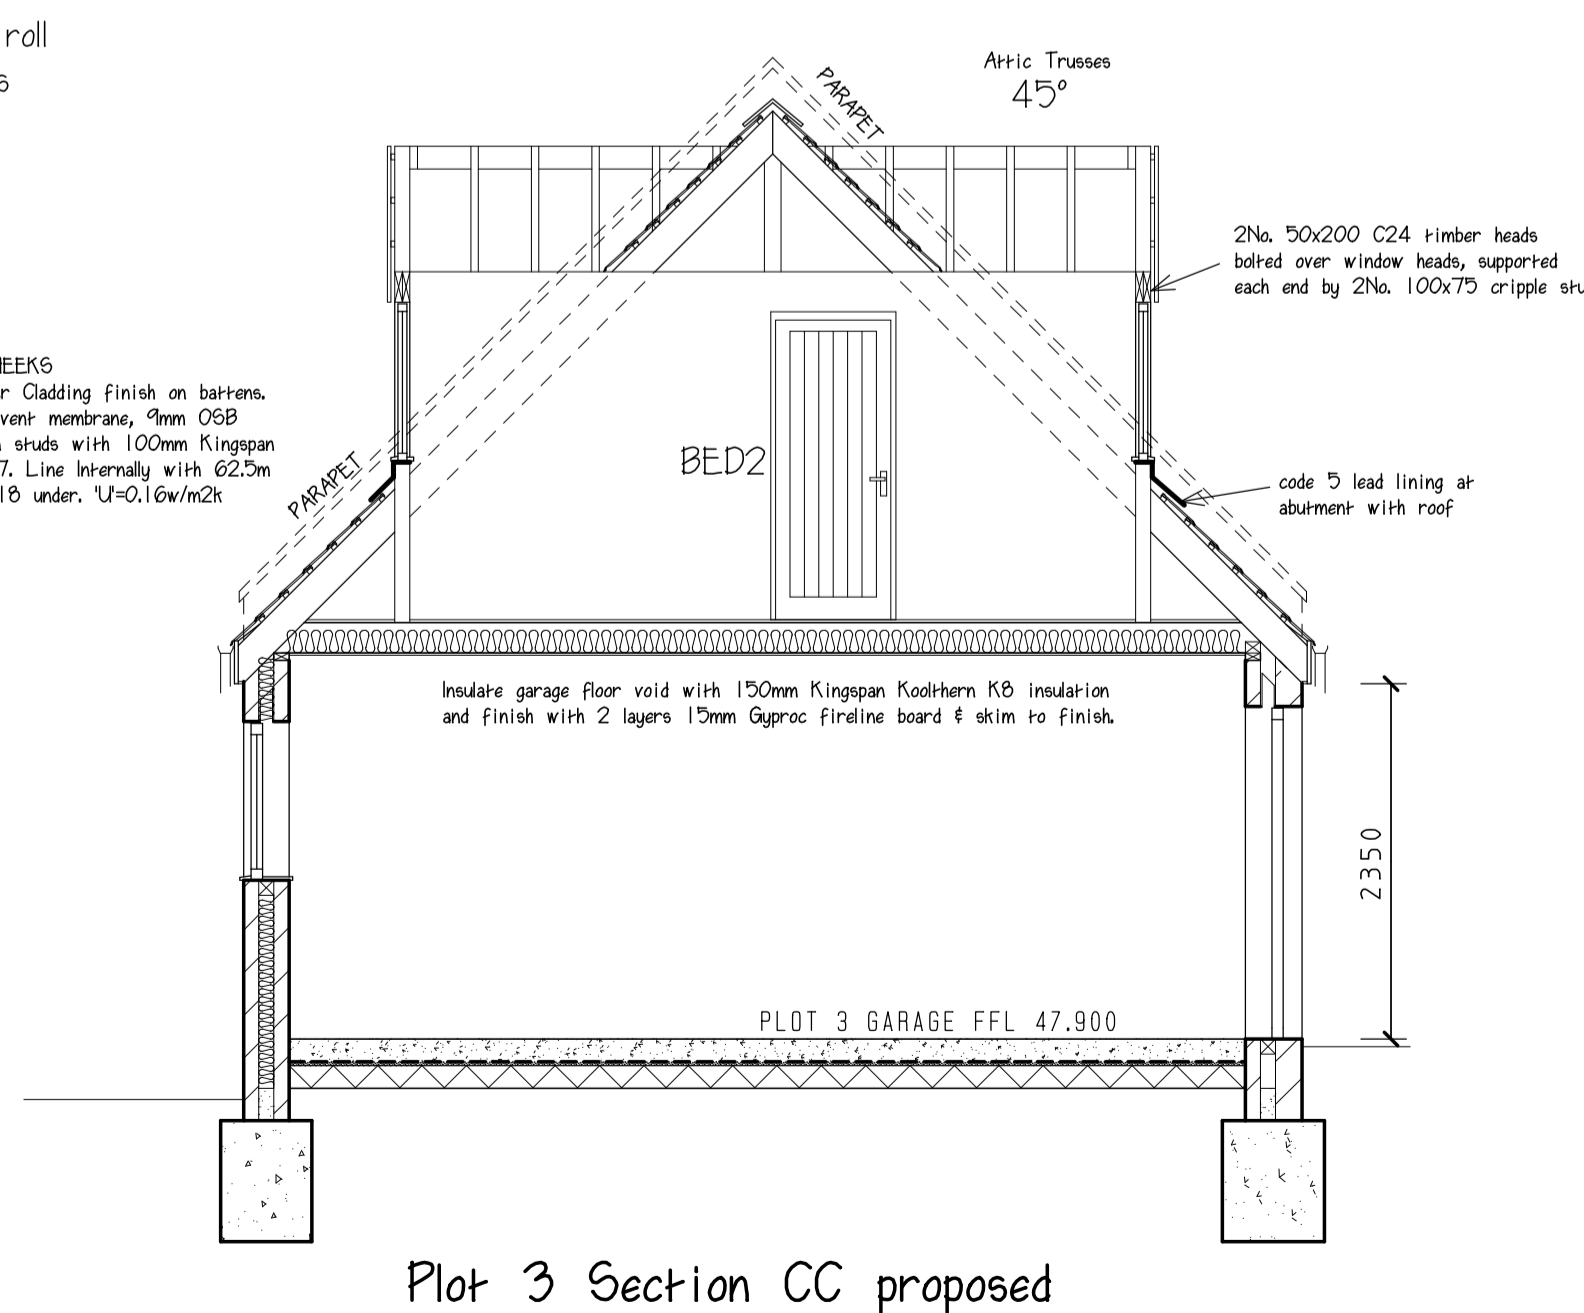 roll
Attic Trusses
45°
PARAPET
2No. 50x200 C24 timber heads
bolted over window heads, supported
each end by 2No. 100x75 cripple stu
HEEKS
r Cladding finish on battens.
vent membrane, 9mm OSB
studs with 100mm Kingspan
7. Line Internally with 62.5m
18 under. 'U'=0.16w/m2k
PARAPET
BED2
code 5 lead lining at
abutment with roof
Insulate garage floor void with 150mm Kingspan Koolthern K8 insulation
and finish with 2 layers 15mm Gyproc fireline board & skim to finish.
2350
PLOT 3 GARAGE FFL 47.900
Plot 3 Section CC proposed